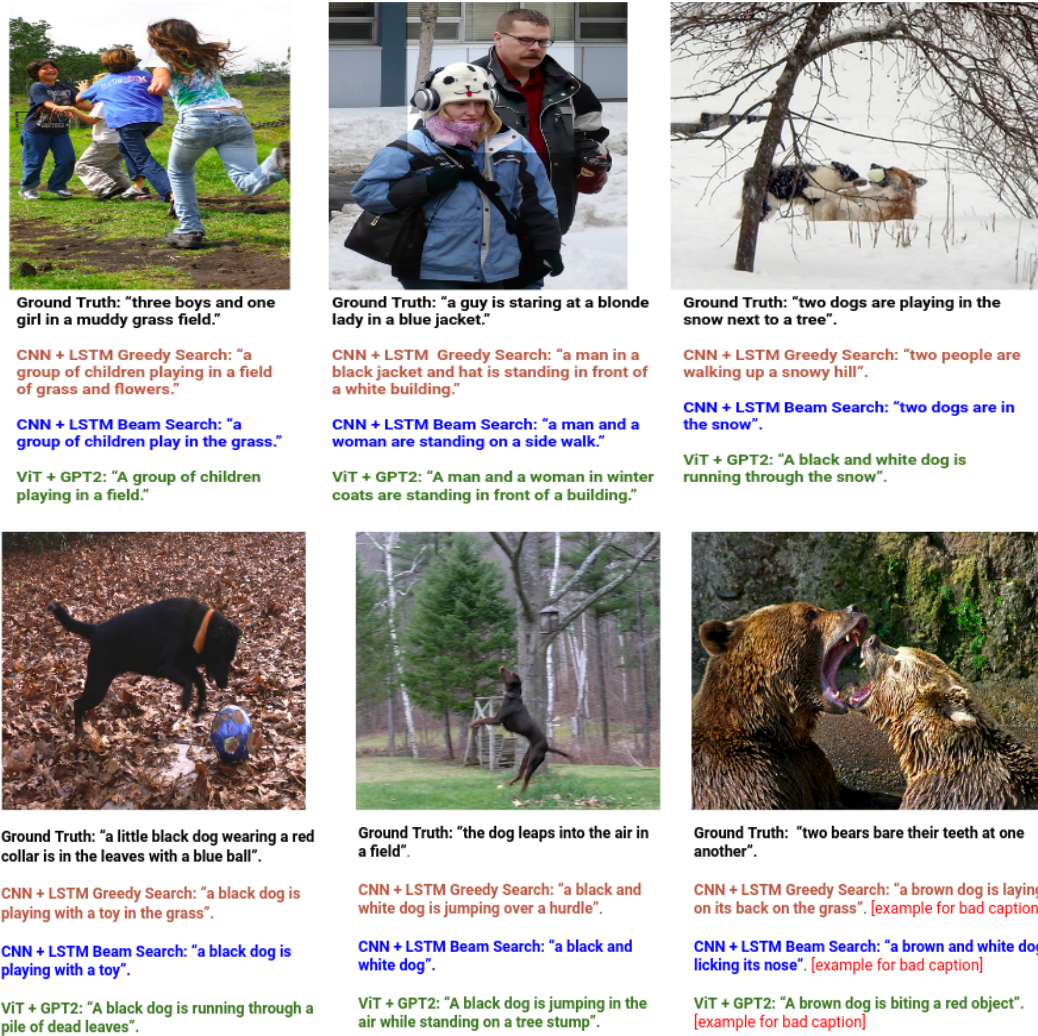 Ground Truth: “three boys and one
girl in a muddy grass field.”
CNN + LSTM Greedy Search: “a
group of children playing in a field
of grass and flowers.”
CNN + LSTM Beam Search: “a
group of children play in the grass.”
ViT + GPT2: “A group of children
playing in a field.”
Ground Truth: “a guy is staring at a blonde
lady in a blue jacket.”
CNN + LSTM  Greedy Search: “a man in a
black jacket and hat is standing in front of
a white building.”
CNN + LSTM Beam Search: “a man and a
woman are standing on a side walk.”
ViT + GPT2: “A man and a woman in winter
coats are standing in front of a building.”
Ground Truth: “two dogs are playing in the
snow next to a tree”.
CNN + LSTM Greedy Search: “two people are
walking up a snowy hill”.
CNN + LSTM Beam Search: “two dogs are in
the snow”.
ViT + GPT2: “A black and white dog is
running through the snow”.
Ground Truth: “a little black dog wearing a red
collar is in the leaves with a blue ball”.
CNN + LSTM Greedy Search: “a black dog is
playing with a toy in the grass”.
CNN + LSTM Beam Search: “a black dog is
playing with a toy”.
ViT + GPT2: “A black dog is running through a
pile of dead leaves”.
Ground Truth: “the dog leaps into the air in
a field”.
CNN + LSTM Greedy Search: “a black and
white dog is jumping over a hurdle”.
CNN + LSTM Beam Search: “a black and
white dog”.
ViT + GPT2: “A black dog is jumping in the
air while standing on a tree stump”.
Ground Truth:  “two bears bare their teeth at one
another”.
CNN + LSTM Greedy Search: “a brown dog is laying
on its back on the grass”. [example for bad caption
CNN + LSTM Beam Search: “a brown and white dog
licking its nose”. [example for bad caption]
ViT + GPT2: “A brown dog is biting a red object”.
[example for bad caption]